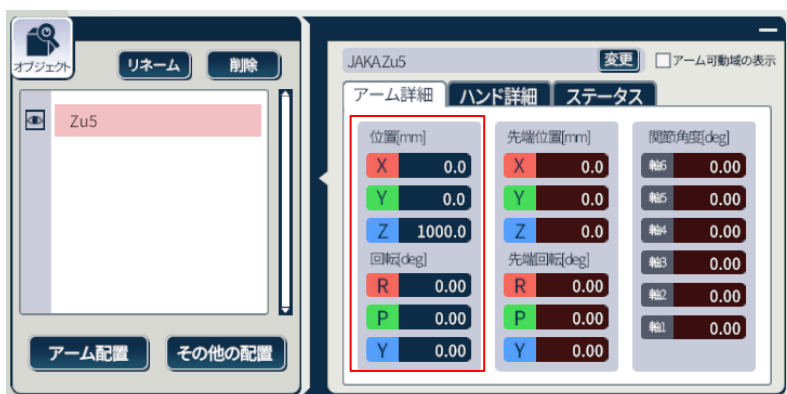 オブジェクト
リネーム
削除
Zu5
アーム配置
その他の配置
JAKA Zu5
変更
アーム可動域の表示
アーム詳細
ハンド詳細
ステータス
位置[mm]
X 0.0
Y 0.0
Z 1000.0
回転[deg]
R 0.00
P 0.00
Y 0.00
先端位置[mm]
X 0.0
Y 0.0
Z 0.0
先端回転[deg]
R 0.00
P 0.00
Y 0.00
関節角度[deg]
軸6 0.00
軸5 0.00
軸4 0.00
軸3 0.00
軸2 0.00
軸1 0.00